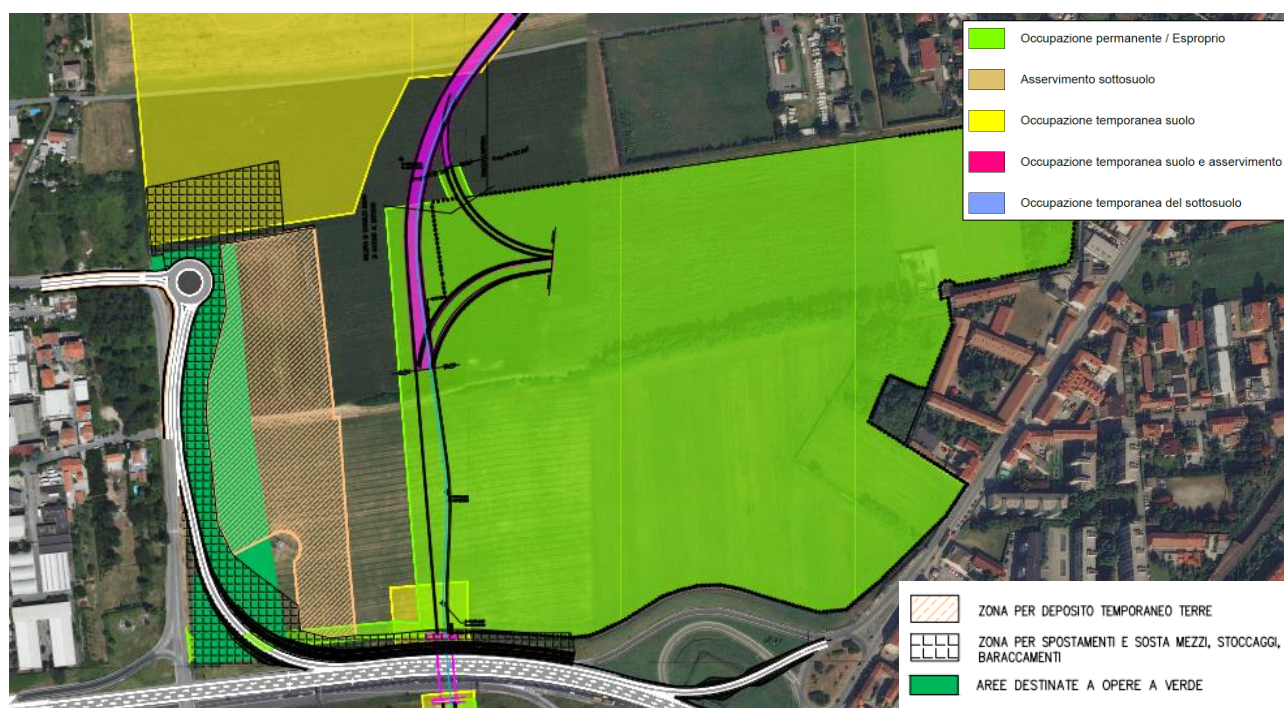 Occupazione permanente / Esproprio
Asservimento sottosuolo
Occupazione temporanea suolo
Occupazione temporanea suolo e asservimento
Occupazione temporanea del sottosuolo
ZONA PER DEPOSITO TEMPORANEO TERRE
ZONA PER SPOSTAMENTI E SOSTA MEZZI, STOCCAGGI,
BARACCAMENTI
AREE DESTINATE A OPERE A VERDE